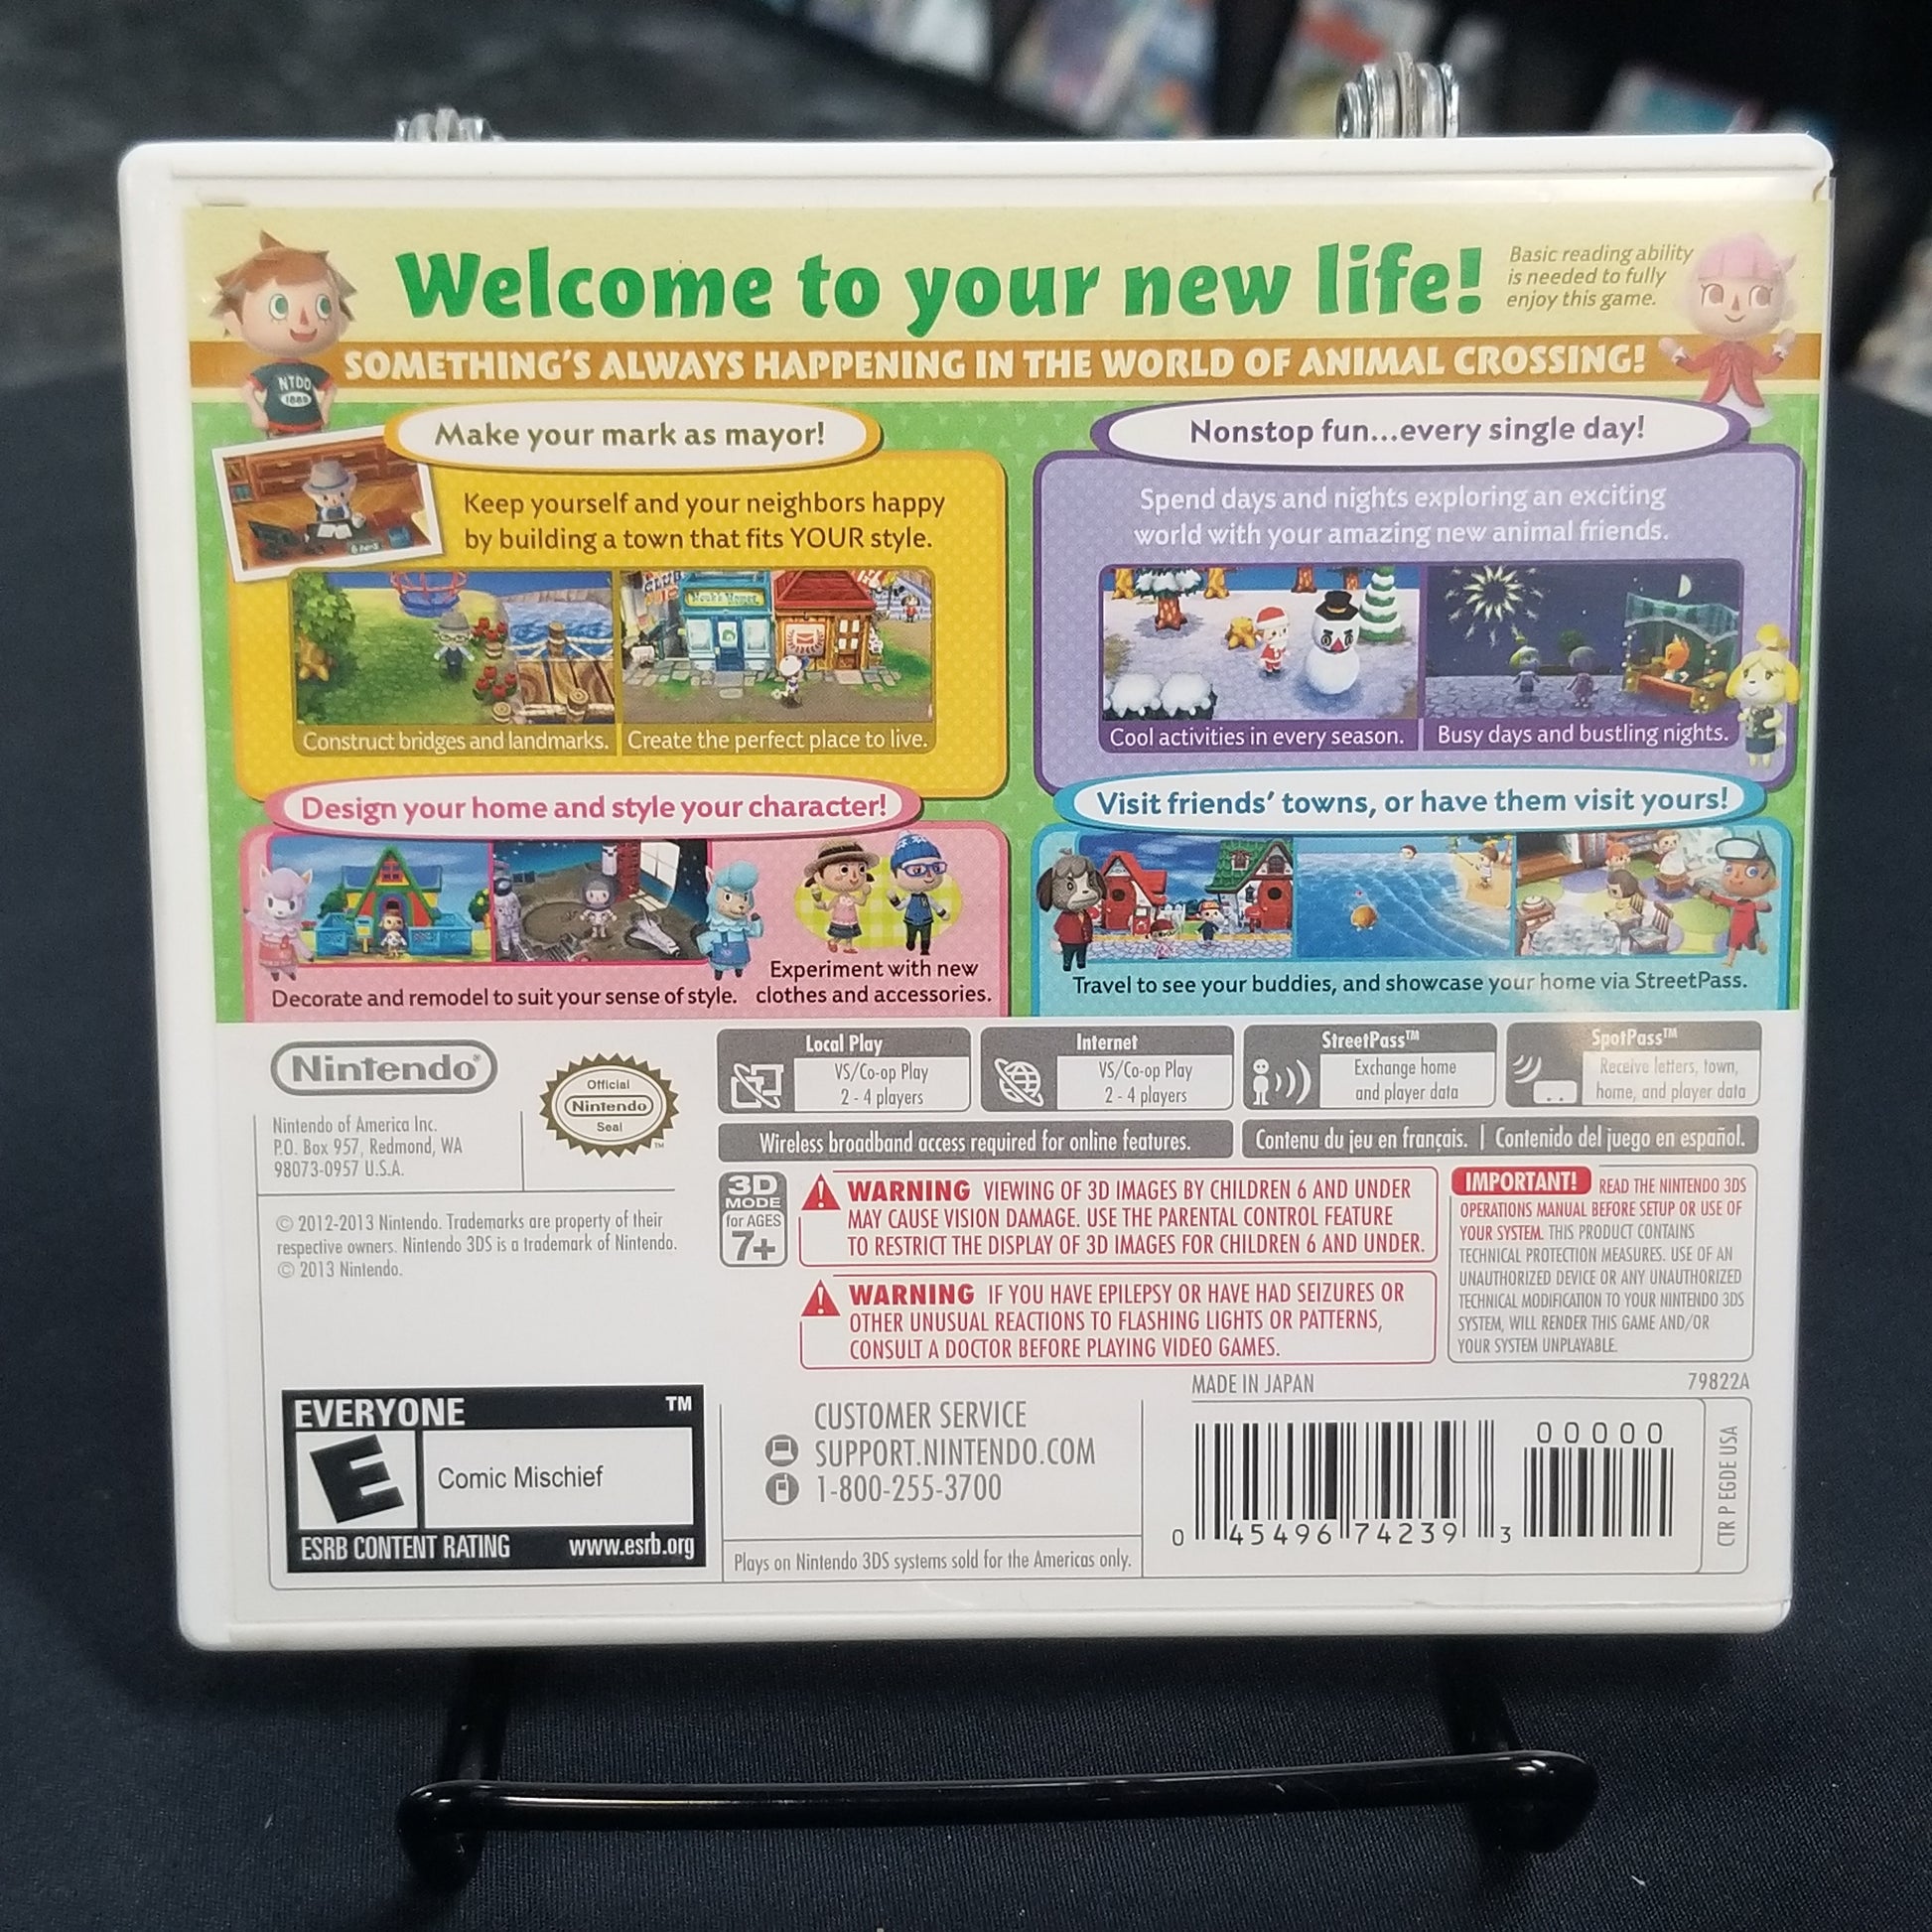 Welcome to your new life!
Basic reading ability
is needed to fully
enjoy this game.
SOMETHING'S ALWAYS HAPPENING IN THE WORLD OF ANIMAL CROSSING!
NTDO
1889
Make your mark as mayor!
Keep yourself and your neighbors happy
by building a town that fits YOUR style.
Construct bridges and landmarks.
Create the perfect place to live.
Nonstop fun...every single day!
Spend days and nights exploring an exciting
world with your amazing new animal friends.
Cool activities in every season.
Busy days and bustling nights.
Design your home and style your character!
Decorate and remodel to suit your sense of style.
Experiment with new
clothes and accessories.
Visit friends' towns, or have them visit yours!
Travel to see your buddies, and showcase your home via StreetPass.
Nintendo®
Official
Nintendo
Seal
TM
Nintendo of America Inc.
P.O. Box 957, Redmond, WA
98073-0957 U.S.A.
© 2012-2013 Nintendo. Trademarks are property of their
respective owners. Nintendo 3DS is a trademark of Nintendo.
© 2013 Nintendo.
Local Play
VS/Co-op Play
2 - 4 players
Internet
VS/Co-op Play
2 - 4 players
StreetPass™
Exchange home
and player data
SpotPass™
Receive letters, town,
home, and player data
Wireless broadband access required for online features.
Contenu du jeu en français. | Contenido del juego en español.
3D
MODE
for AGES
7+
WARNING VIEWING OF 3D IMAGES BY CHILDREN 6 AND UNDER
MAY CAUSE VISION DAMAGE. USE THE PARENTAL CONTROL FEATURE
TO RESTRICT THE DISPLAY OF 3D IMAGES FOR CHILDREN 6 AND UNDER.
WARNING IF YOU HAVE EPILEPSY OR HAVE HAD SEIZURES OR
OTHER UNUSUAL REACTIONS TO FLASHING LIGHTS OR PATTERNS,
CONSULT A DOCTOR BEFORE PLAYING VIDEO GAMES.
IMPORTANT! READ THE NINTENDO 3DS
OPERATIONS MANUAL BEFORE SETUP OR USE OF
YOUR SYSTEM. THIS PRODUCT CONTAINS
TECHNICAL PROTECTION MEASURES. USE OF AN
UNAUTHORIZED DEVICE OR ANY UNAUTHORIZED
TECHNICAL MODIFICATION TO YOUR NINTENDO 3DS
SYSTEM, WILL RENDER THIS GAME AND/OR
YOUR SYSTEM UNPLAYABLE.
MADE IN JAPAN
79822A
EVERYONE
TM
E
Comic Mischief
ESRB CONTENT RATING
www.esrb.org
CUSTOMER SERVICE
SUPPORT.NINTENDO.COM
1-800-255-3700
Plays on Nintendo 3DS systems sold for the Americas only.
00000
0 45496 74239 3
CTR P EGDE USA